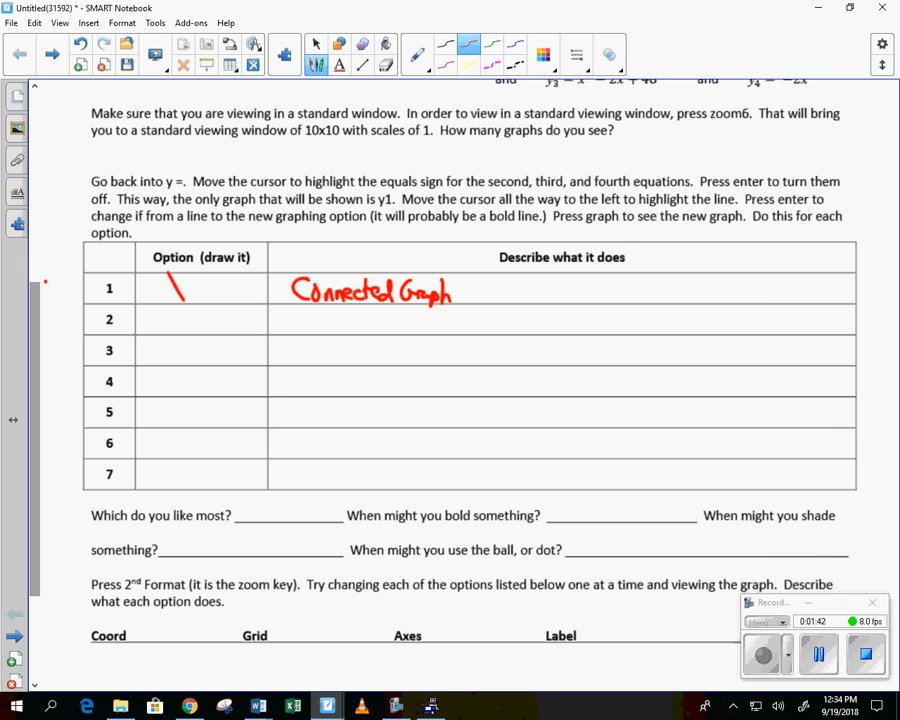 Untitled(31592) * - SMART Notebook
File Edit View Insert Format Tools Add-ons Help
and and
Make sure that you are viewing in a standard window. In order to view in a standard viewing window, press zoom6. That will bring
you to a standard viewing window of 10x10 with scales of 1. How many graphs do you see?
Go back into y =. Move the cursor to highlight the equals sign for the second, third, and fourth equations. Press enter to turn them
off. This way, the only graph that will be shown is y1. Move the cursor all the way to the left to highlight the line. Press enter to
change if from a line to the new graphing option (it will probably be a bold line.) Press graph to see the new graph. Do this for each
option.
Option (draw it) Describe what it does
1 \ Connected Graph
2
3
4
5
6
7
Which do you like most? ____________ When might you bold something? ________________ When might you shade
something?____________________ When might you use the ball, or dot? ______________________________
Press 2nd Format (it is the zoom key). Try changing each of the options listed below one at a time and viewing the graph. Describe
what each option does.
Coord Grid Axes Label
Record...
Menu 0:01:42 8.0 fps
12:34 PM
9/19/2018